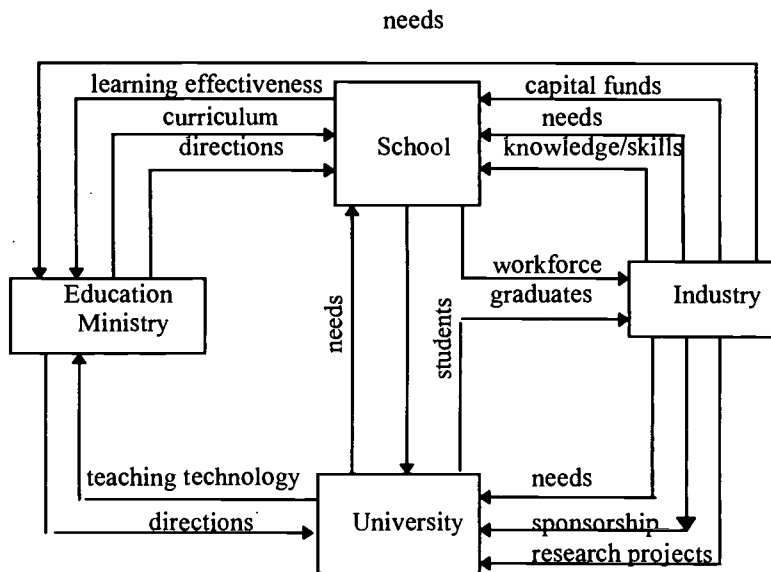 needs
learning effectiveness
capital funds
curriculum
needs
directions
School
knowledge/skills
workforce
Education
Ministry
graduates
Industry
needs
students
teaching technology
needs
directions
University
sponsorship
research projects